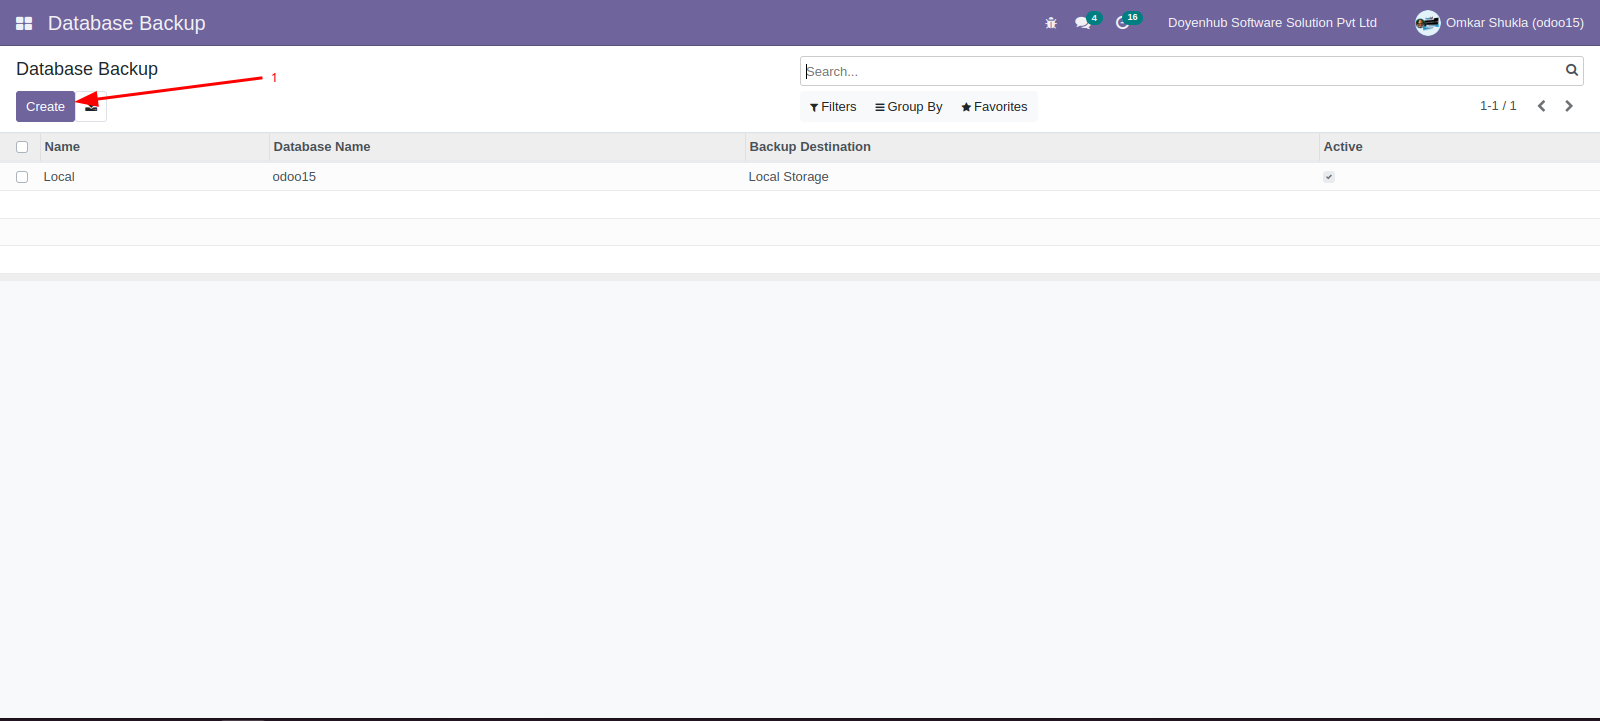 Database Backup
4
16
Doyenhub Software Solution Pvt Ltd
Omkar Shukla (odoo15)
Database Backup
1
Search...
Create
Filters
Group By
Favorites
1-1 / 1
Name
Database Name
Backup Destination
Active
Local
odoo15
Local Storage